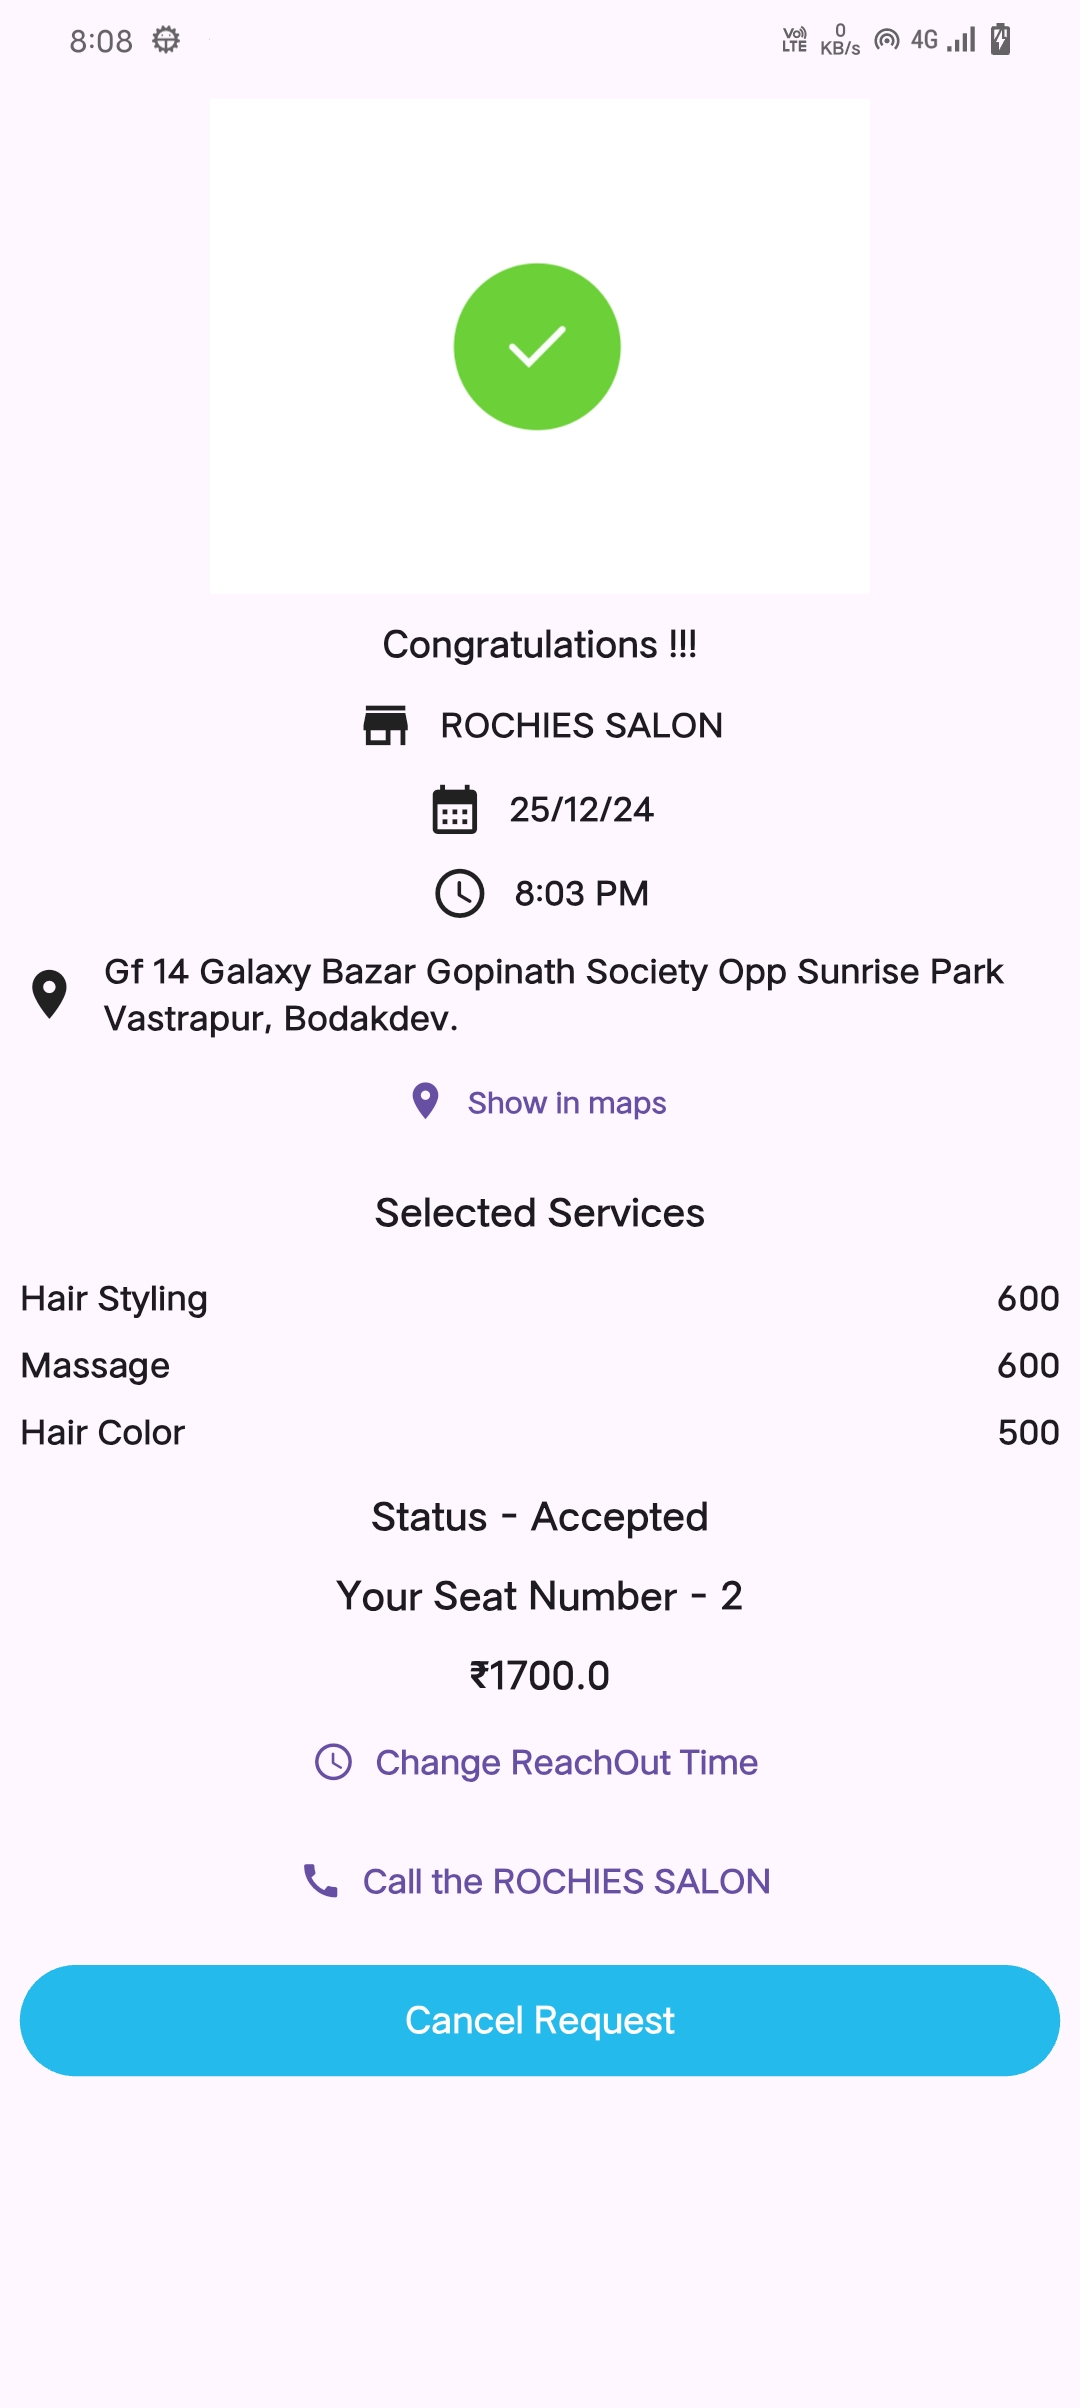 8:08
Vo)) LTE 0 KB/s 4G
Congratulations !!!
ROCHIES SALON
25/12/24
8:03 PM
Gf 14 Galaxy Bazar Gopinath Society Opp Sunrise Park
Vastrapur, Bodakdev.
Show in maps
Selected Services
Hair Styling 600
Massage 600
Hair Color 500
Status - Accepted
Your Seat Number - 2
₹1700.0
Change ReachOut Time
Call the ROCHIES SALON
Cancel Request